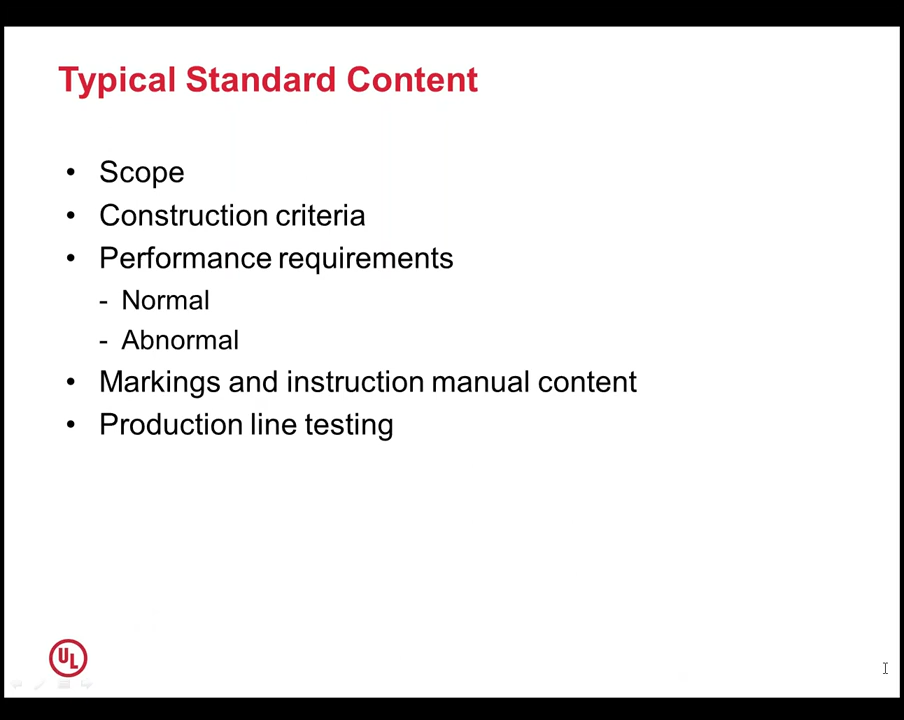 Typical Standard Content
• Scope
• Construction criteria
• Performance requirements
- Normal
- Abnormal
• Markings and instruction manual content
• Production line testing
UL